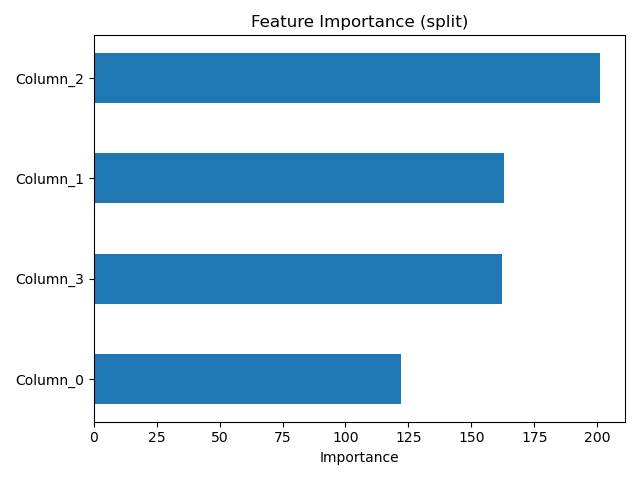 Feature Importance (split)
Column_2
Column_1
Column_3
Column_0
0 25 50 75 100 125 150 175 200
Importance